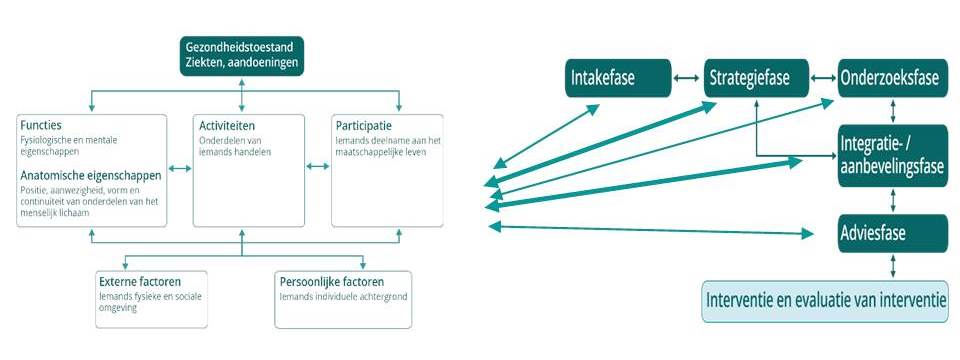 Gezondheidstoestand
Ziekten, aandoeningen
Functies
Fysiologische en mentale
eigenschappen
Anatomische eigenschappen
Positie, aanwezigheid, vorm en
continuïteit van onderdelen van het
menselijk lichaam
Activiteiten
Onderdelen van
iemands handelen
Participatie
Iemands deelname aan het
maatschappelijke leven
Externe factoren
Iemands fysieke en sociale
omgeving
Persoonlijke factoren
Iemands individuele achtergrond
Intakefase
Strategiefase
Onderzoeksfase
Integratie- /
aanbevelingsfase
Adviesfase
Interventie en evaluatie van interventie